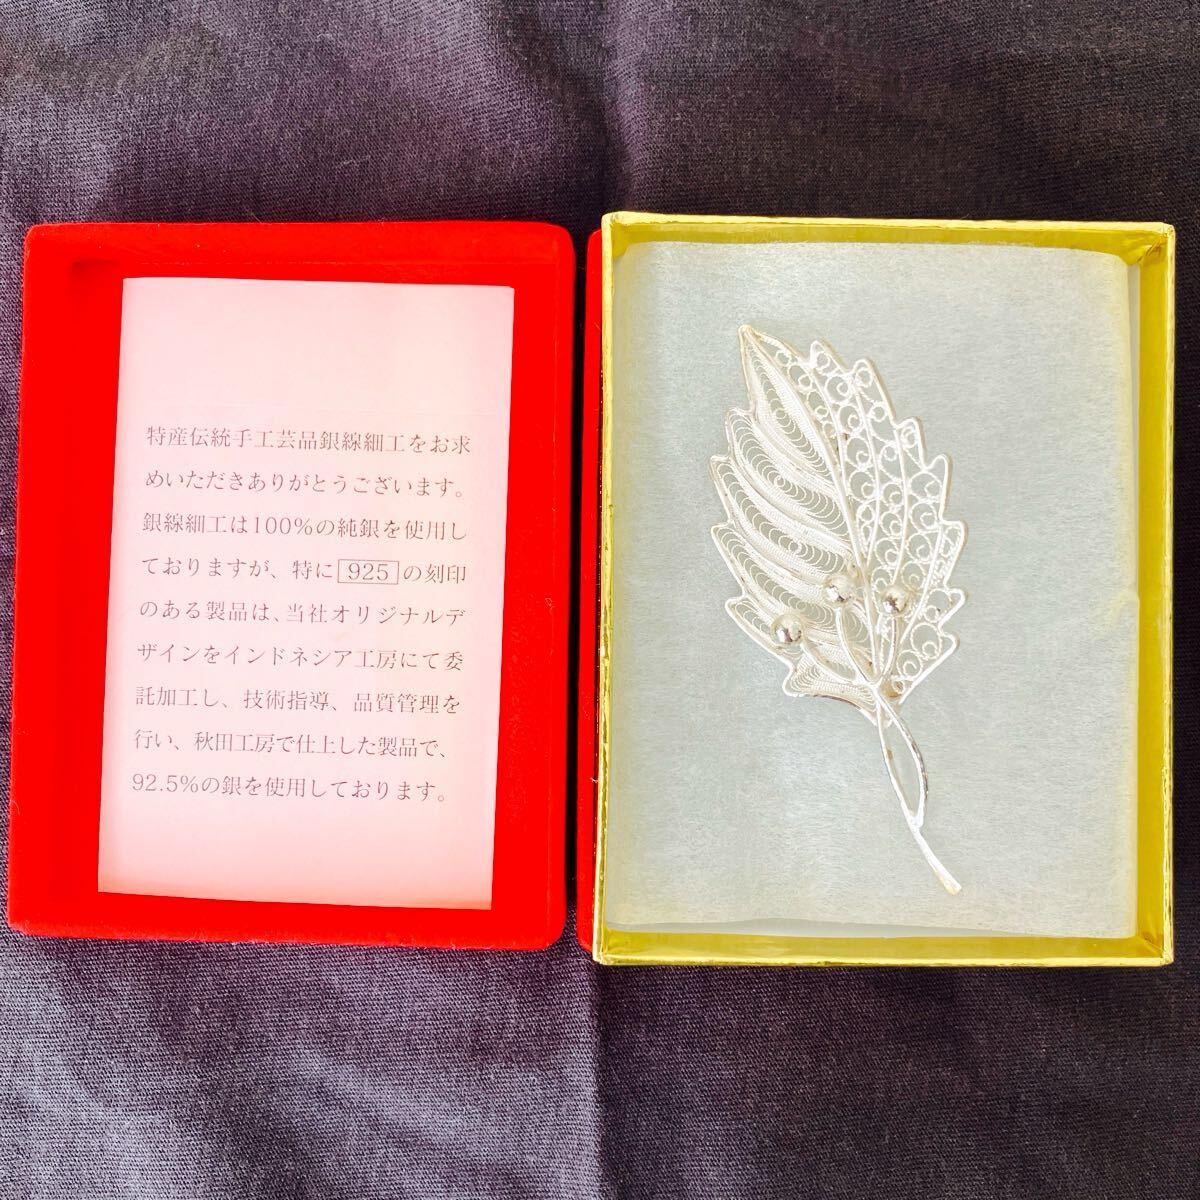 特産伝統手工芸品銀線細工をお求
めいただきありがとうございます。
銀線細工は100%の純銀を使用し
ておりますが、特に925の刻印
のある製品は、当社オリジナルデ
ザインをインドネシア工房にて委
託加工し、技術指導、品質管理を
行い、秋田工房で仕上した製品で、
92.5%の銀を使用しております。